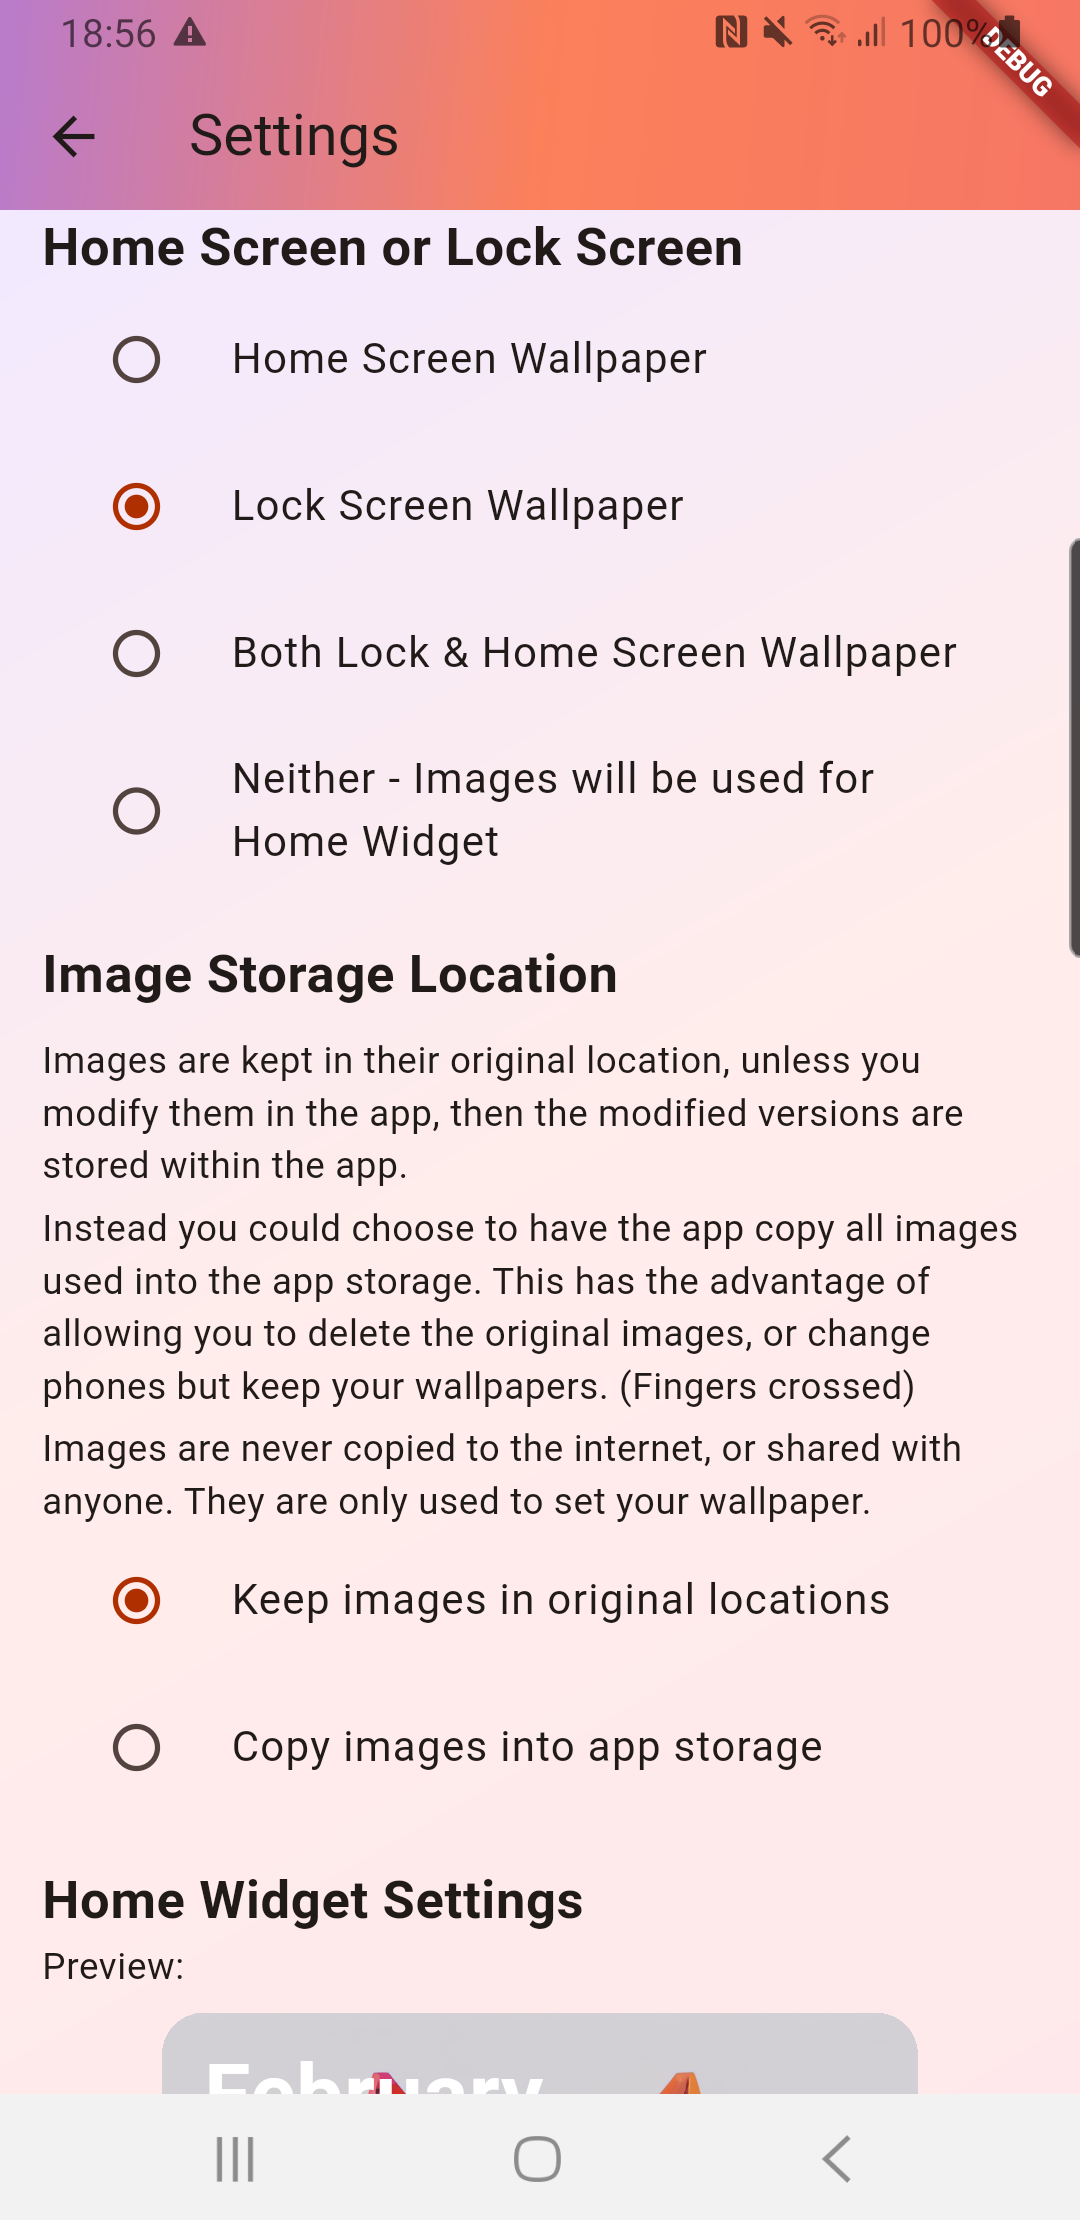 18:56
100%
DEBUG
Settings
Home Screen or Lock Screen
Home Screen Wallpaper
Lock Screen Wallpaper
Both Lock & Home Screen Wallpaper
Neither - Images will be used for
Home Widget
Image Storage Location
Images are kept in their original location, unless you
modify them in the app, then the modified versions are
stored within the app.
Instead you could choose to have the app copy all images
used into the app storage. This has the advantage of
allowing you to delete the original images, or change
phones but keep your wallpapers. (Fingers crossed)
Images are never copied to the internet, or shared with
anyone. They are only used to set your wallpaper.
Keep images in original locations
Copy images into app storage
Home Widget Settings
Preview:
February